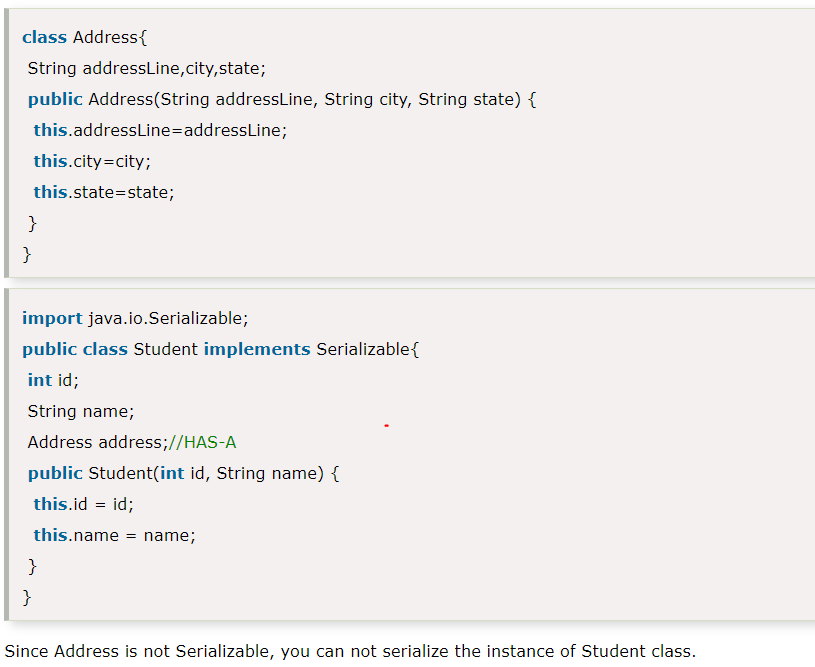 class Address{
String addressLine,city,state;
public Address(String addressLine, String city, String state) {
this.addressLine=addressLine;
this.city=city;
this.state=state;
}
}
import java.io.Serializable;
public class Student implements Serializable{
int id;
String name;
Address address;//HAS-A
public Student(int id, String name) {
this.id = id;
this.name = name;
}
}
Since Address is not Serializable, you can not serialize the instance of Student class.